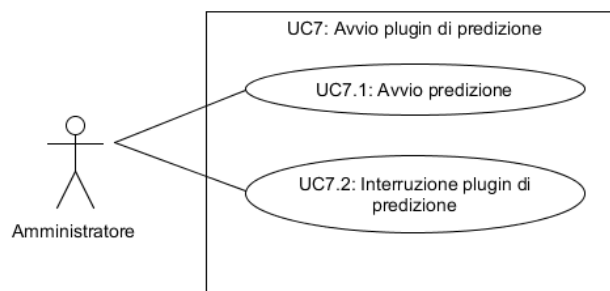 UC7: Avvio plugin di predizione
UC7.1: Avvio predizione
UC7.2: Interruzione plugin di
predizione
Amministratore